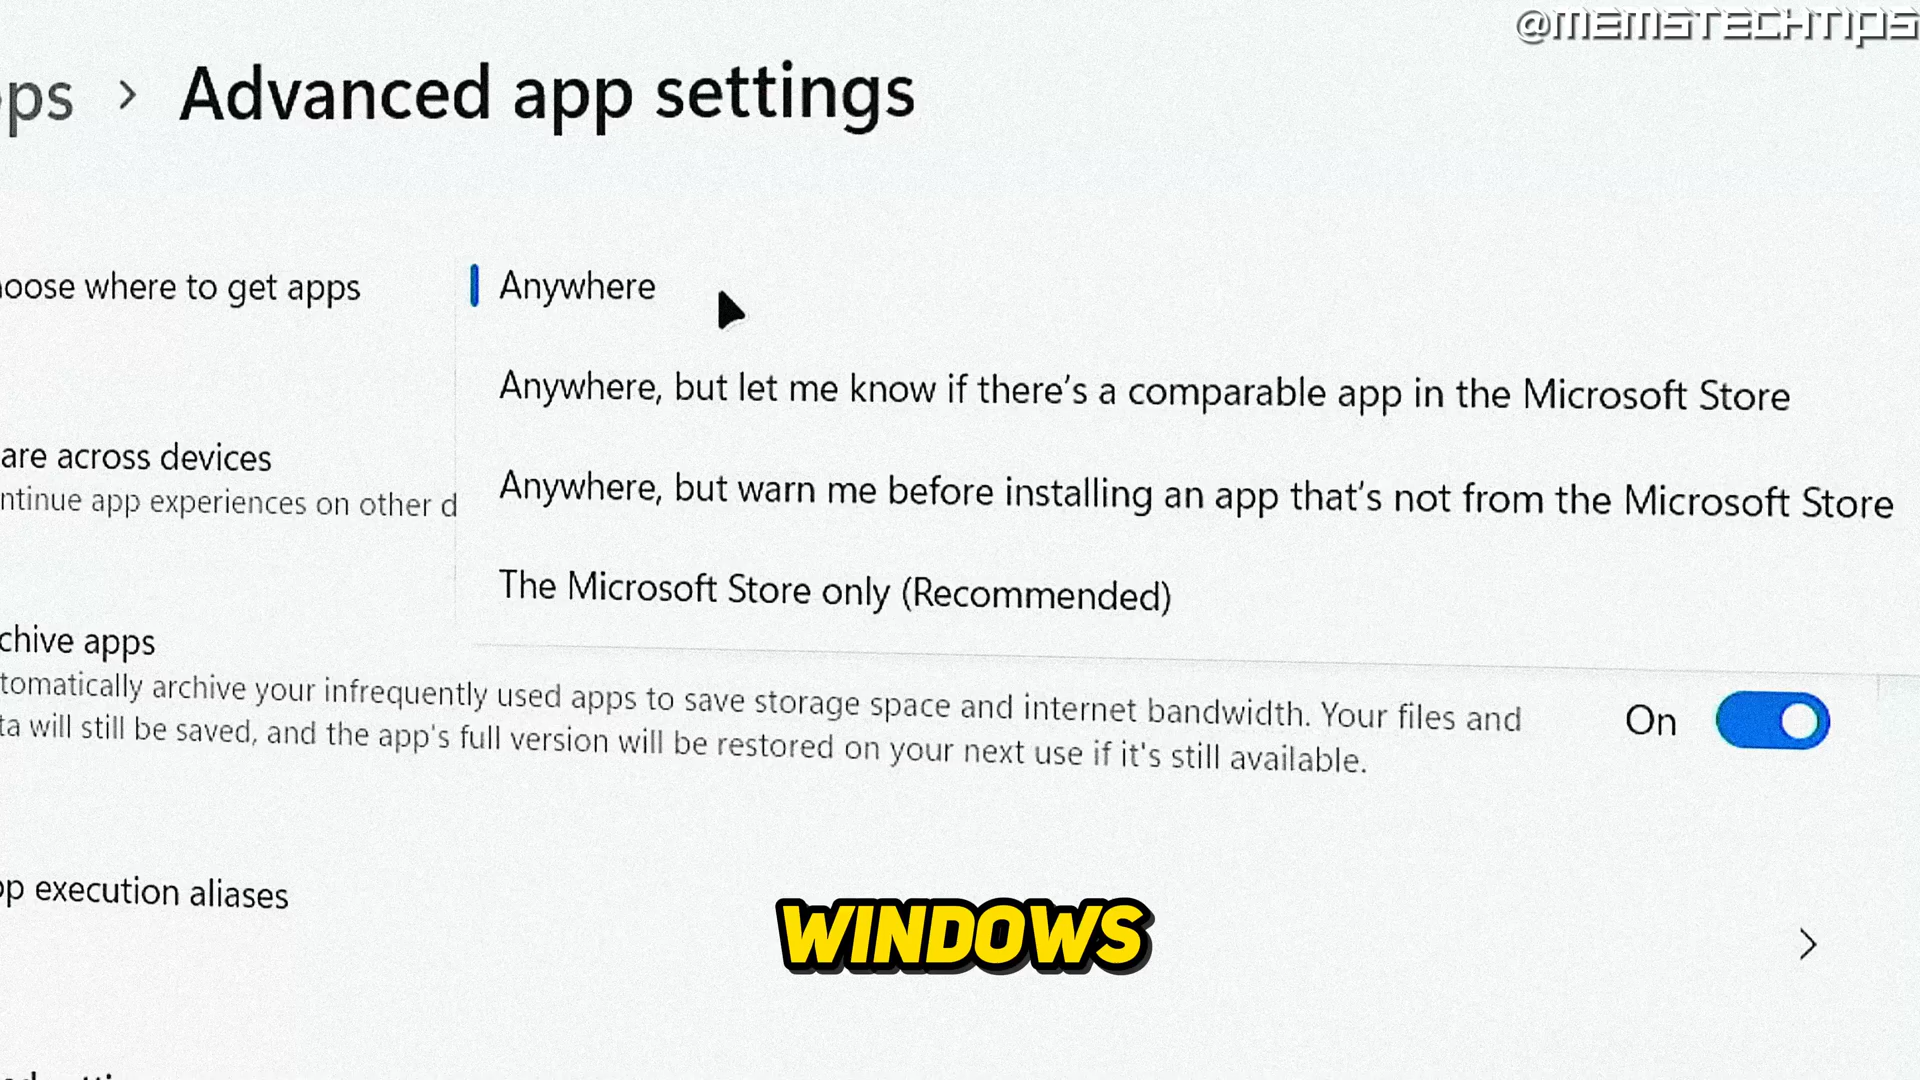 @MEMSTECHTIPS
ps > Advanced app settings
oose where to get apps
Anywhere
Anywhere, but let me know if there's a comparable app in the Microsoft Store
are across devices
ntinue app experiences on other d
Anywhere, but warn me before installing an app that's not from the Microsoft Store
The Microsoft Store only (Recommended)
chive apps
tomatically archive your infrequently used apps to save storage space and internet bandwidth. Your files and
ta will still be saved, and the app's full version will be restored on your next use if it's still available.
On
p execution aliases
WINDOWS